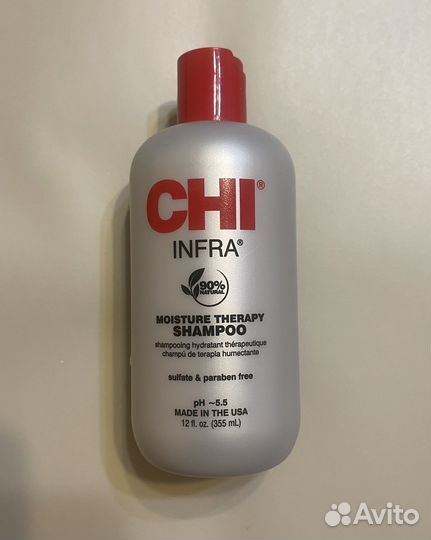 CHI®
INFRA®
90%
NATURAL
MOISTURE THERAPY
SHAMPOO
shampooing hydratant thérapeutique
champú de terapia humectante
sulfate & paraben free
pH ~5.5
MADE IN THE USA
12 fl. oz. (355 mL)
Avito